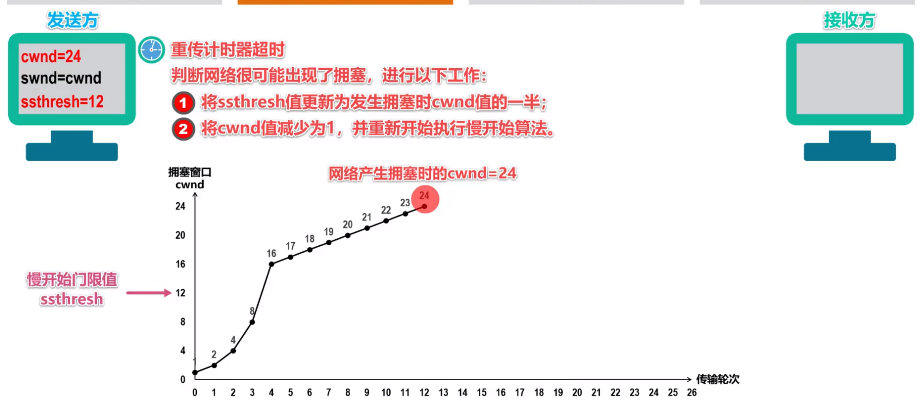 发送方
接收方
cwnd=24
swnd=cwnd
ssthresh=12
重传计时器超时
判断网络很可能出现了拥塞，进行以下工作：
1 将ssthresh值更新为发生拥塞时cwnd值的一半；
2 将cwnd值减少为1，并重新开始执行慢开始算法。
拥塞窗口
cwnd
网络产生拥塞时的cwnd=24
24
20
16
12
8
4
0
慢开始门限值
ssthresh
1
2
4
8
16
17
18
19
20
21
22
23
24
0 1 2 3 4 5 6 7 8 9 10 11 12 13 14 15 16 17 18 19 20 21 22 23 24 25 26
传输轮次